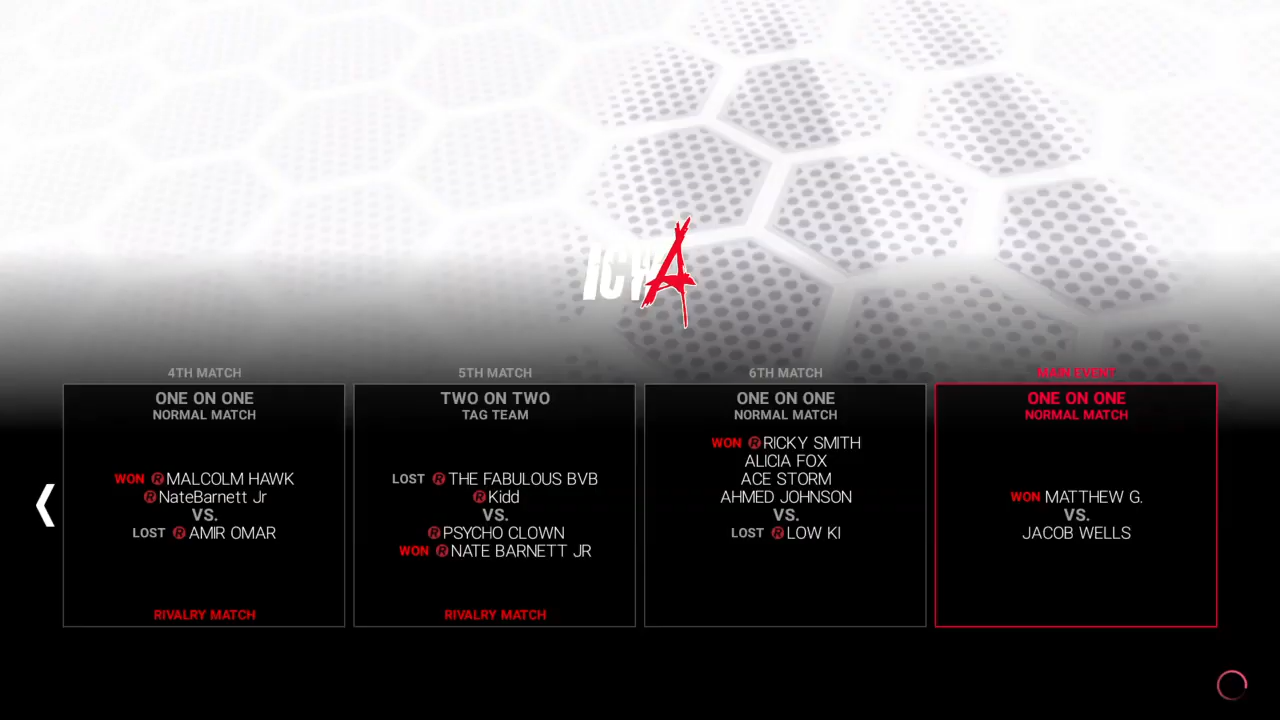 4TH MATCH
ONE ON ONE
NORMAL MATCH
WON ® MALCOLM HAWK
® NateBarnett Jr
VS.
LOST ® AMIR OMAR
RIVALRY MATCH
5TH MATCH
TWO ON TWO
TAG TEAM
LOST ® THE FABULOUS BVB
® Kidd
VS.
® PSYCHO CLOWN
WON ® NATE BARNETT JR
RIVALRY MATCH
6TH MATCH
ONE ON ONE
NORMAL MATCH
WON ® RICKY SMITH
ALICIA FOX
ACE STORM
AHMED JOHNSON
VS.
LOST ® LOW KI
MAIN EVENT
ONE ON ONE
NORMAL MATCH
WON MATTHEW G.
VS.
JACOB WELLS